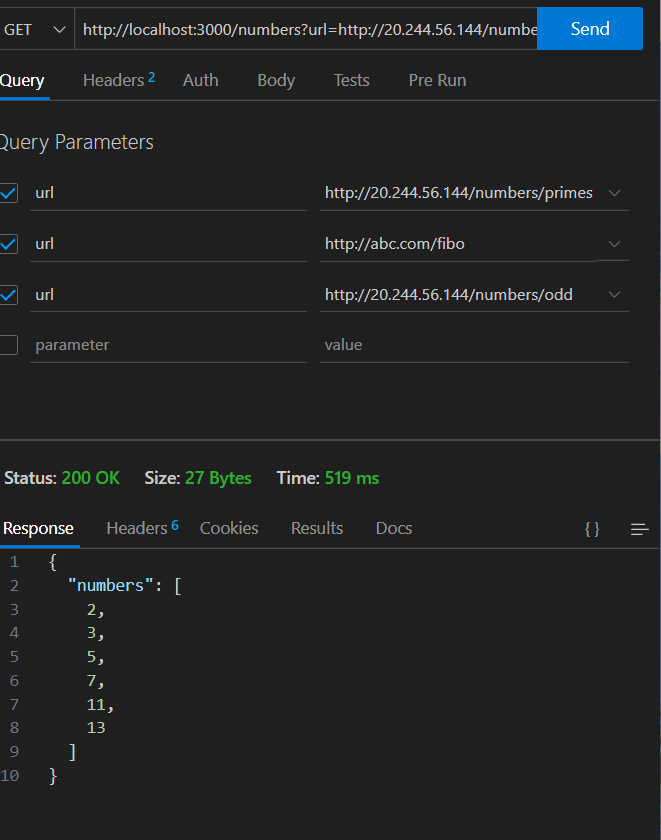 GET http://localhost:3000/numbers?url=http://20.244.56.144/numbe Send
Query Headers 2 Auth Body Tests Pre Run
Query Parameters
url http://20.244.56.144/numbers/primes
url http://abc.com/fibo
url http://20.244.56.144/numbers/odd
parameter value
Status: 200 OK Size: 27 Bytes Time: 519 ms
Response Headers 6 Cookies Results Docs { }
1 {
2 "numbers": [
3 2,
4 3,
5 5,
6 7,
7 11,
8 13
9 ]
10 }